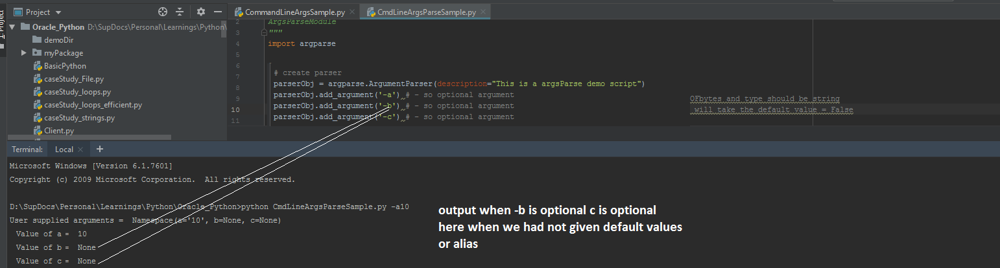 1: Project
Project
CommandLineArgsSample.py
CmdLineArgsParseSample.py
Oracle_Python D:\SupDocs\Personal\Learnings\Python\
demoDir
myPackage
BasicPython
caseStudy_File.py
caseStudy_loops.py
caseStudy_loops_efficient.py
caseStudy_strings.py
Client.py
2 ArgsParseModule
3 """
4 import argparse
5
6
7 # create parser
8 parserObj = argparse.ArgumentParser(description="This is a argsParse demo script")
9 parserObj.add_argument('-a') # - so optional argument
10 parserObj.add_argument('-b') # - so optional argument
11 parserObj.add_argument('-c') # - so optional argument
OFbytes and type should be string
will take the default value = False
Terminal: Local +
Microsoft Windows [Version 6.1.7601]
Copyright (c) 2009 Microsoft Corporation. All rights reserved.
D:\SupDocs\Personal\Learnings\Python\Oracle_Python>python CmdLineArgsParseSample.py -a10
User supplied arguments = Namespace(a='10', b=None, c=None)
Value of a = 10
Value of b = None
Value of c = None
output when -b is optional c is optional
here when we had not given default values
or alias